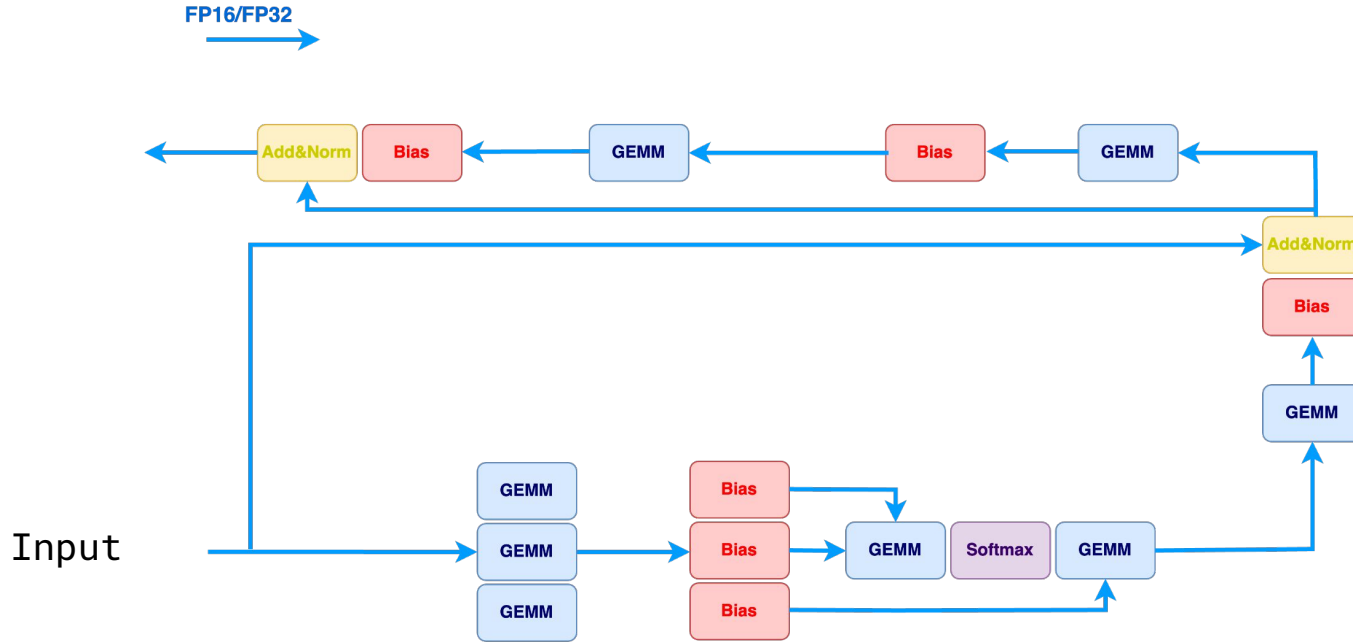 FP16/FP32
Add&Norm Bias GEMM Bias GEMM
Add&Norm
Bias
GEMM
GEMM Bias
Input GEMM Bias GEMM Softmax GEMM
GEMM Bias